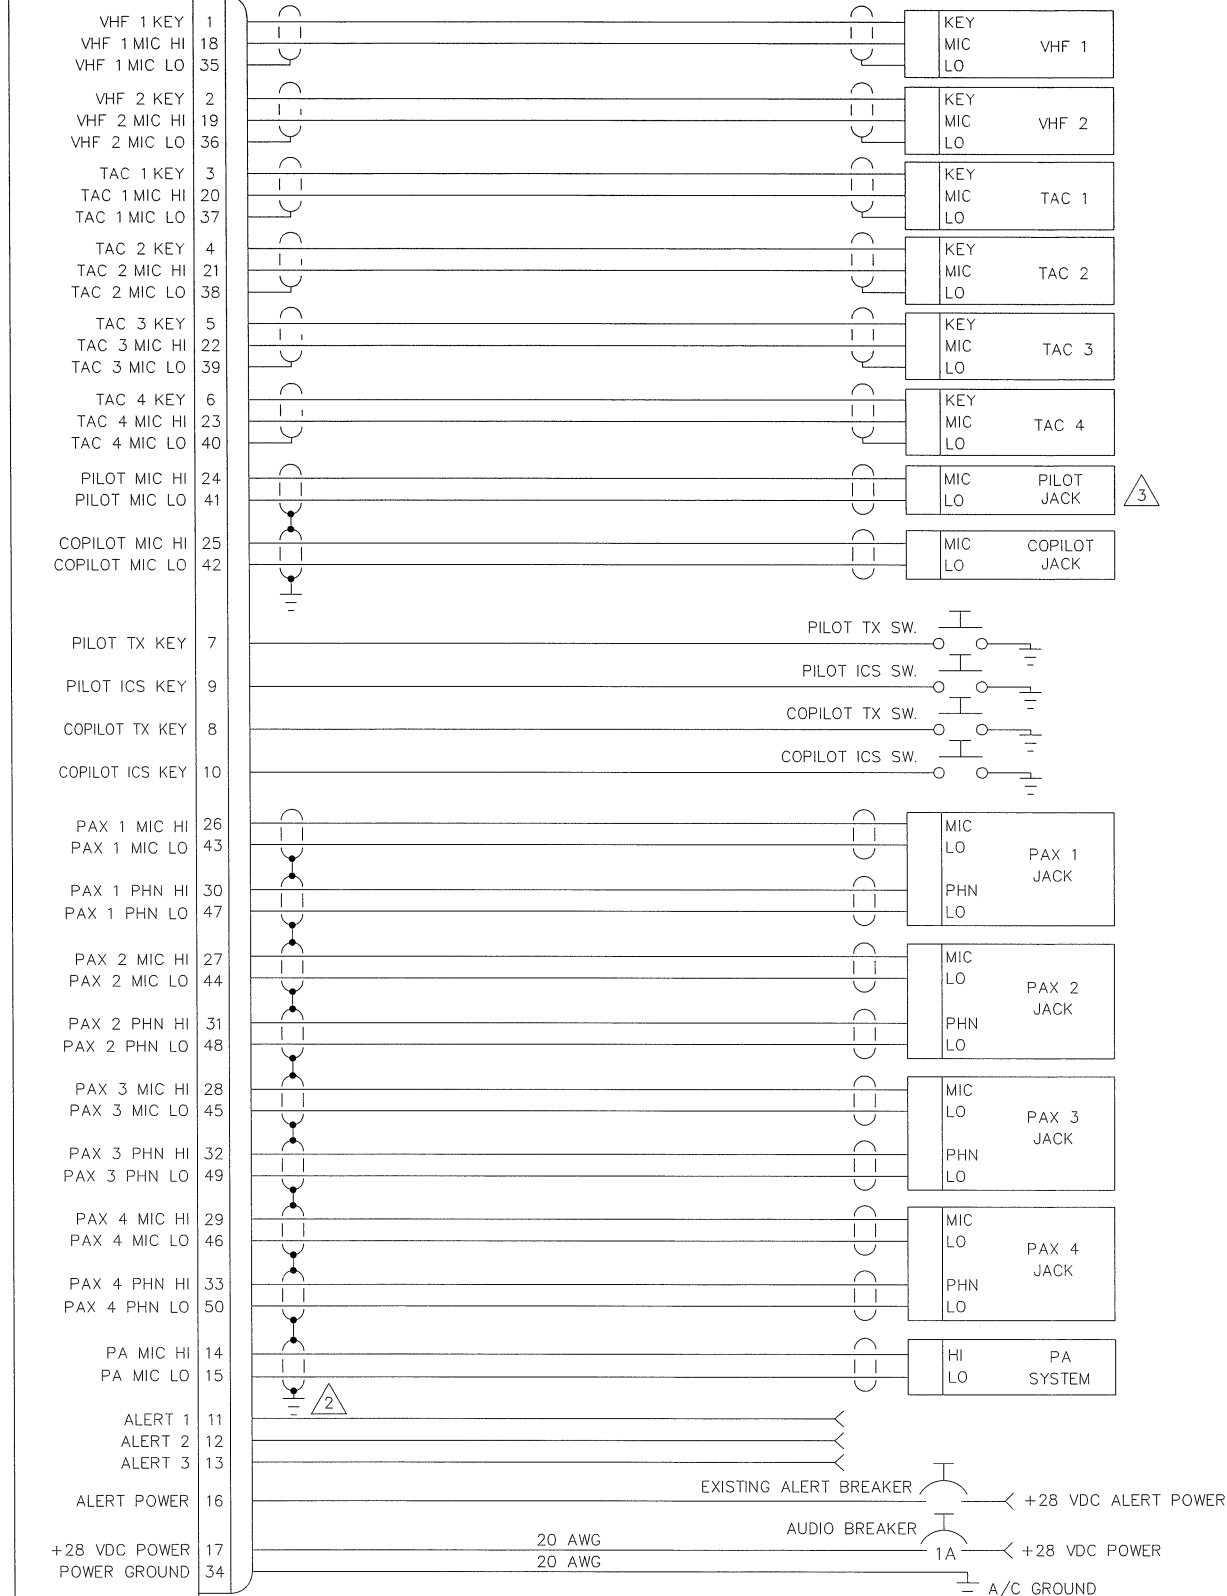 VHF 1 KEY 1 KEY
VHF 1 MIC HI 18 MIC VHF 1
VHF 1 MIC LO 35 LO
VHF 2 KEY 2 KEY
VHF 2 MIC HI 19 MIC VHF 2
VHF 2 MIC LO 36 LO
TAC 1 KEY 3 KEY
TAC 1 MIC HI 20 MIC TAC 1
TAC 1 MIC LO 37 LO
TAC 2 KEY 4 KEY
TAC 2 MIC HI 21 MIC TAC 2
TAC 2 MIC LO 38 LO
TAC 3 KEY 5 KEY
TAC 3 MIC HI 22 MIC TAC 3
TAC 3 MIC LO 39 LO
TAC 4 KEY 6 KEY
TAC 4 MIC HI 23 MIC TAC 4
TAC 4 MIC LO 40 LO
PILOT MIC HI 24 MIC PILOT
PILOT MIC LO 41 LO JACK 3
COPILOT MIC HI 25 MIC COPILOT
COPILOT MIC LO 42 LO JACK
PILOT TX SW.
PILOT TX KEY 7
PILOT ICS SW.
PILOT ICS KEY 9
COPILOT TX SW.
COPILOT TX KEY 8
COPILOT ICS SW.
COPILOT ICS KEY 10
PAX 1 MIC HI 26 MIC
PAX 1 MIC LO 43 LO
PAX 1
JACK
PAX 1 PHN HI 30 PHN
PAX 1 PHN LO 47 LO
PAX 2 MIC HI 27 MIC
PAX 2 MIC LO 44 LO
PAX 2
JACK
PAX 2 PHN HI 31 PHN
PAX 2 PHN LO 48 LO
PAX 3 MIC HI 28 MIC
PAX 3 MIC LO 45 LO
PAX 3
JACK
PAX 3 PHN HI 32 PHN
PAX 3 PHN LO 49 LO
PAX 4 MIC HI 29 MIC
PAX 4 MIC LO 46 LO
PAX 4
JACK
PAX 4 PHN HI 33 PHN
PAX 4 PHN LO 50 LO
PA MIC HI 14 HI PA
PA MIC LO 15 LO SYSTEM
2
ALERT 1 11
ALERT 2 12
ALERT 3 13
EXISTING ALERT BREAKER
ALERT POWER 16 +28 VDC ALERT POWER
AUDIO BREAKER
20 AWG
+28 VDC POWER 17 1A +28 VDC POWER
20 AWG
POWER GROUND 34
A/C GROUND